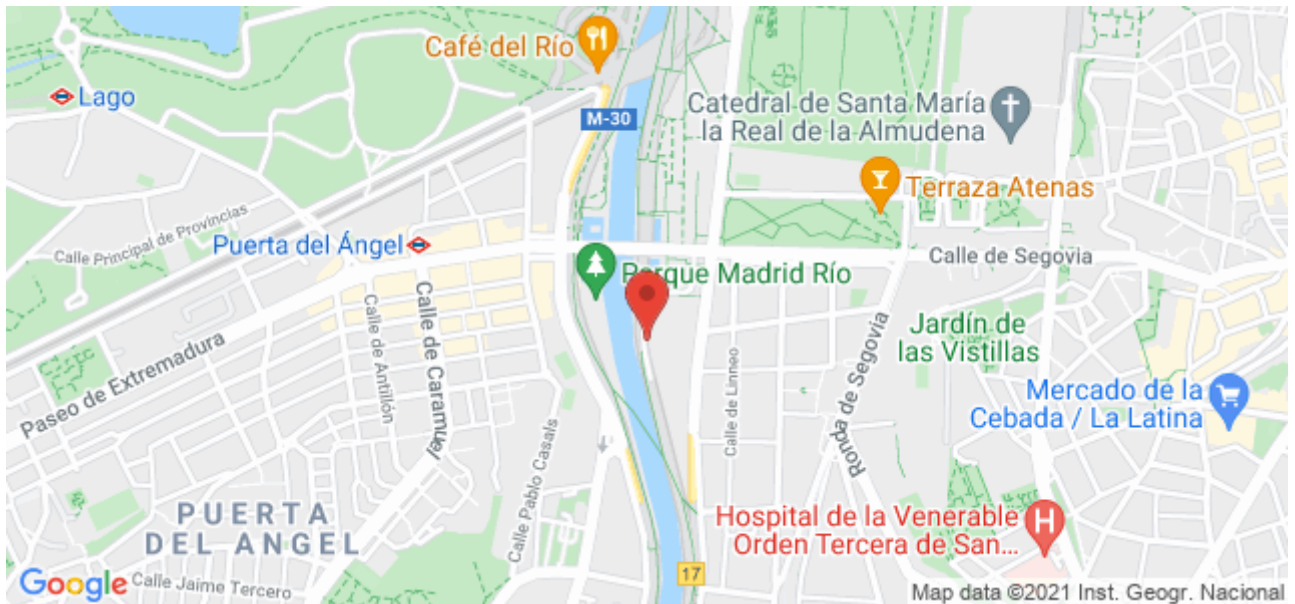 Café del Río
Lago
M-30
Catedral de Santa María
la Real de la Almudena
Terraza Atenas
Calle Principal de Provincias
Puerta del Ángel
Calle de Segovia
Parque Madrid Río
Calle de Caramuel
Calle de Antillón
Paseo de Extremadura
Ronda de Segovia
Jardín de
las Vistillas
Calle de Linneo
Mercado de la
Cebada / La Latina
Calle Pablo Casals
PUERTA
DEL ANGEL
Hospital de la Venerable
Orden Tercera de San...
H
17
Google
Calle Jaime Tercero
Map data ©2021 Inst. Geogr. Nacional